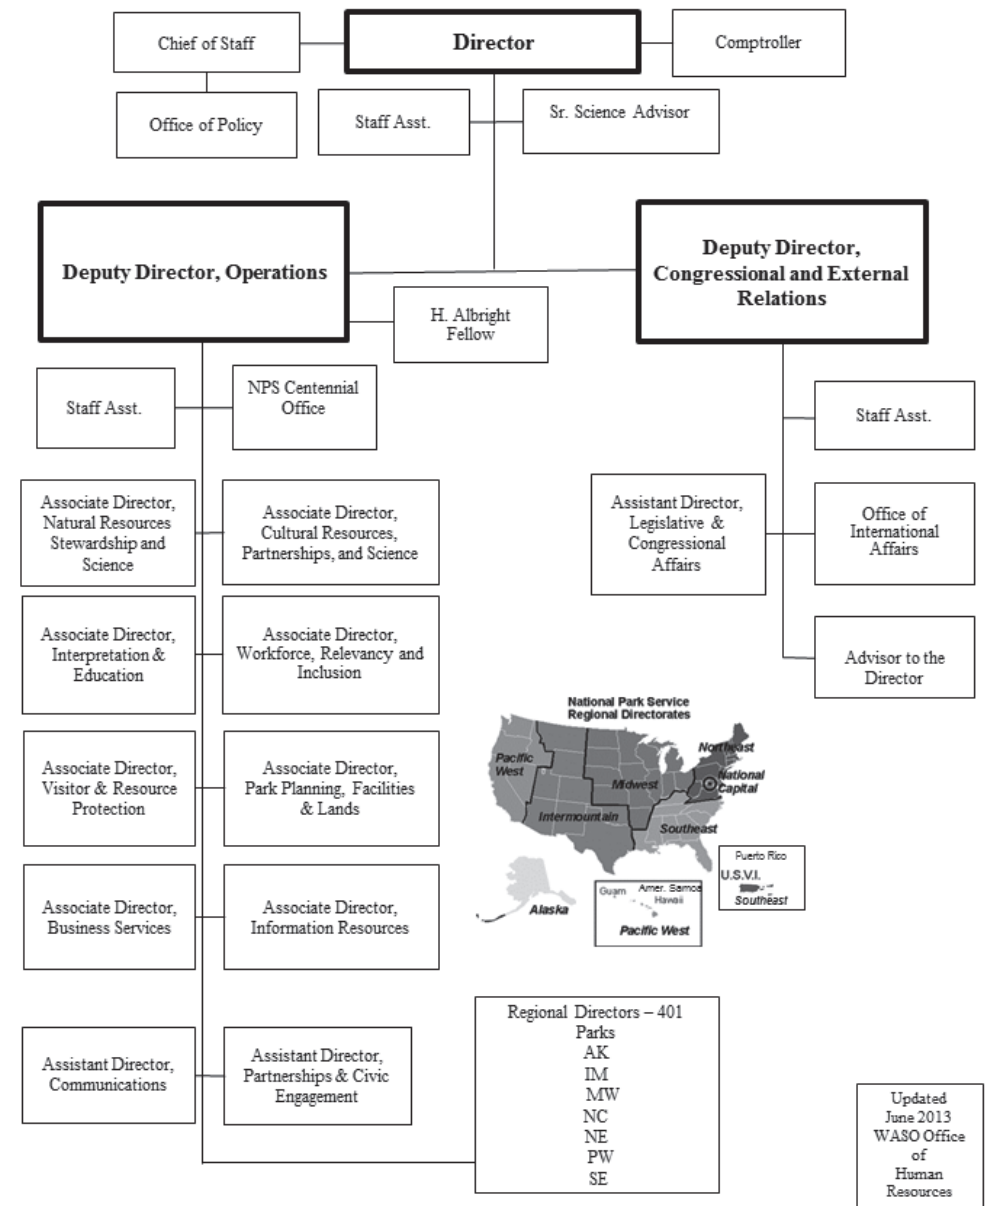 Chief of Staff
Director
Comptroller
Office of Policy
Staff Asst.
Sr. Science Advisor
Deputy Director, Operations
Deputy Director,
Congressional and External
Relations
H. Albright
Fellow
Staff Asst.
NPS Centennial
Office
Staff Asst.
Associate Director,
Natural Resources
Stewardship and
Science
Associate Director,
Cultural Resources,
Partnerships, and Science
Assistant Director,
Legislative &
Congressional
Affairs
Office of
International
Affairs
Associate Director,
Interpretation &
Education
Associate Director,
Workforce, Relevancy and
Inclusion
Advisor to the
Director
National Park Service
Regional Directorates
Pacific
West
Northeast
National
Capital
Midwest
Intermountain
Southeast
Associate Director,
Visitor & Resource
Protection
Associate Director,
Park Planning, Facilities
& Lands
Puerto Rico
U.S.V.I.
Southeast
Alaska
Guam
Amer. Samoa
Hawaii
Pacific West
Associate Director,
Business Services
Associate Director,
Information Resources
Assistant Director,
Communications
Assistant Director,
Partnerships & Civic
Engagement
Regional Directors – 401
Parks
AK
IM
MW
NC
NE
PW
SE
Updated
June 2013
WASO Office
of
Human
Resources